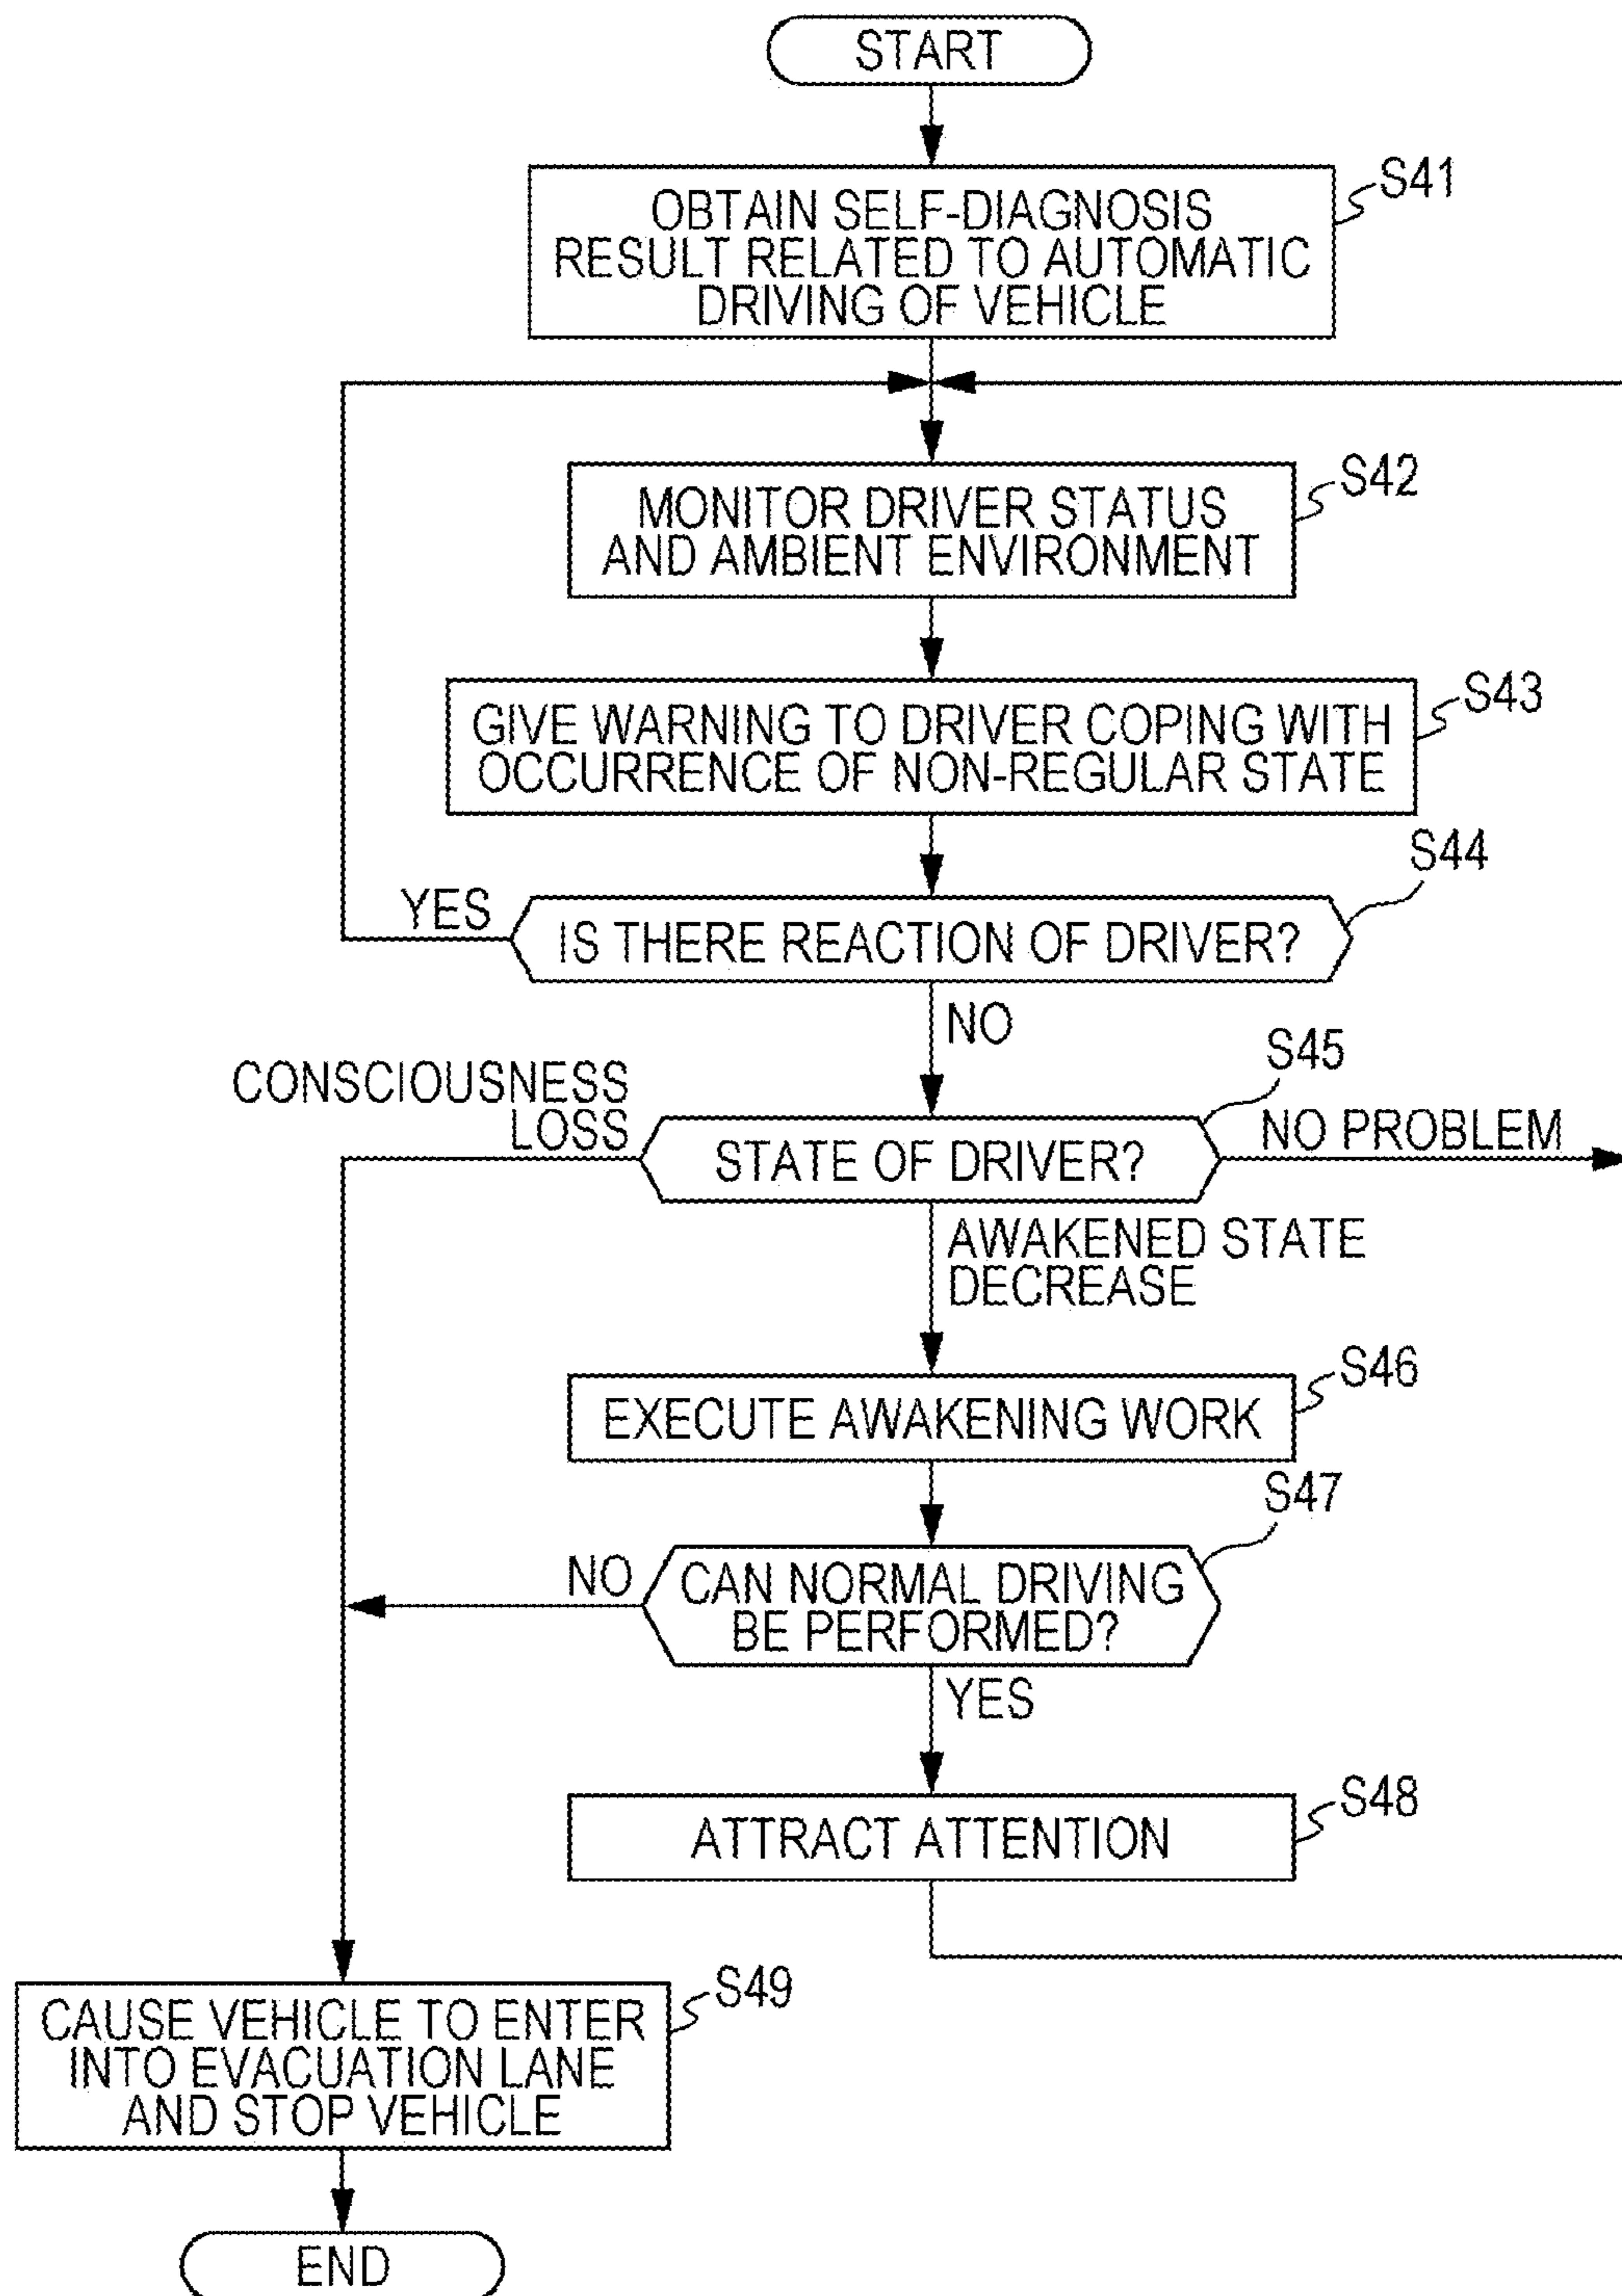 START
S41
OBTAIN SELF-DIAGNOSIS
RESULT RELATED TO AUTOMATIC
DRIVING OF VEHICLE
S42
MONITOR DRIVER STATUS
AND AMBIENT ENVIRONMENT
S43
GIVE WARNING TO DRIVER COPING WITH
OCCURRENCE OF NON-REGULAR STATE
S44
YES
IS THERE REACTION OF DRIVER?
NO
S45
CONSCIOUSNESS
LOSS
NO PROBLEM
STATE OF DRIVER?
AWAKENED STATE
DECREASE
S46
EXECUTE AWAKENING WORK
S47
NO
CAN NORMAL DRIVING
BE PERFORMED?
YES
S48
ATTRACT ATTENTION
S49
CAUSE VEHICLE TO ENTER
INTO EVACUATION LANE
AND STOP VEHICLE
END